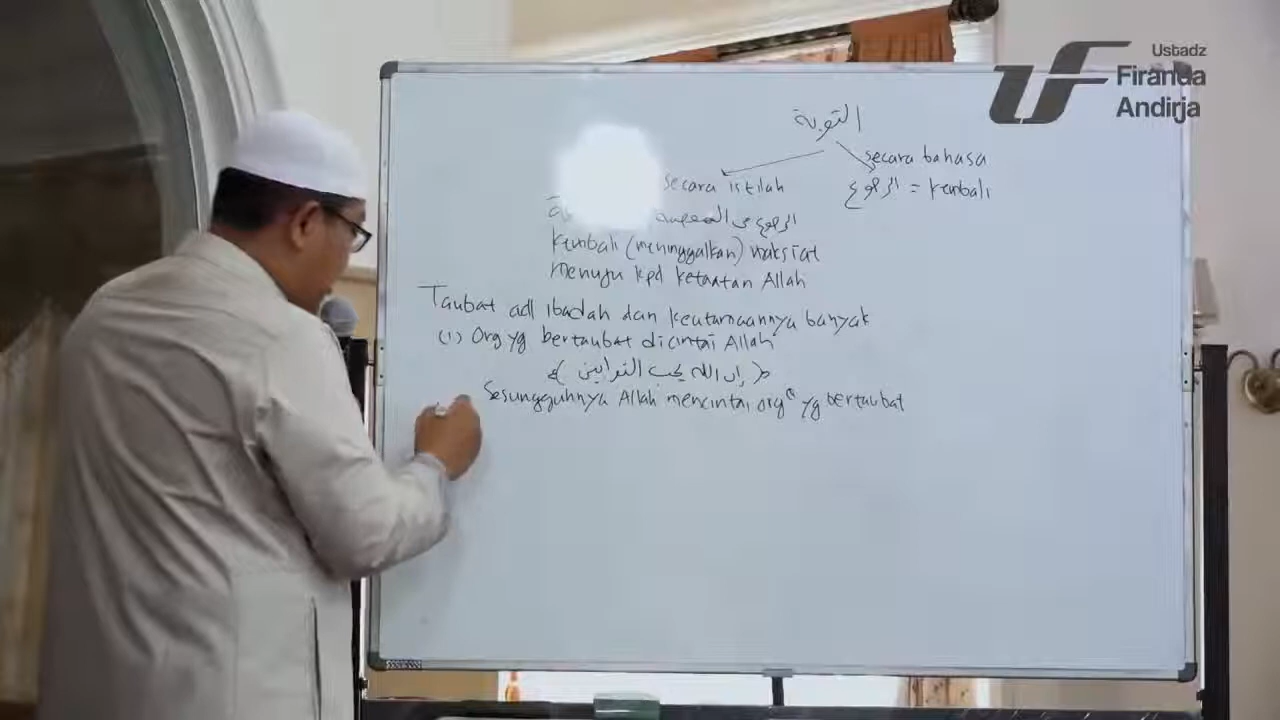 Ustadz
Firanda
Andirja
التوبة
secara bahasa
الرجوع = kembali
secara istilah
الرجوع من المعصية
kembali (meninggalkan) maksiat
menuju kpd ketaatan Allah
Taubat adl ibadah dan keutamaannya banyak
(1) Org yg bertaubat dicintai Allah
﴿ إن الله يحب التوابين ﴾
Sesungguhnya Allah mencintai org² yg bertaubat